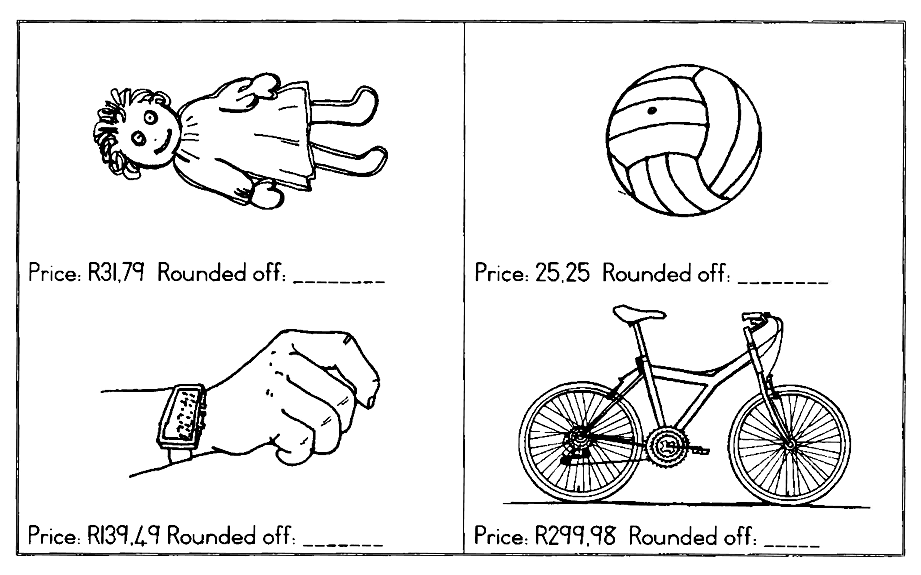 Price: R31,79 Rounded off: ________
Price: 25,25 Rounded off: ________
Price: R139,49 Rounded off: _______
Price: R299,98 Rounded off: _____